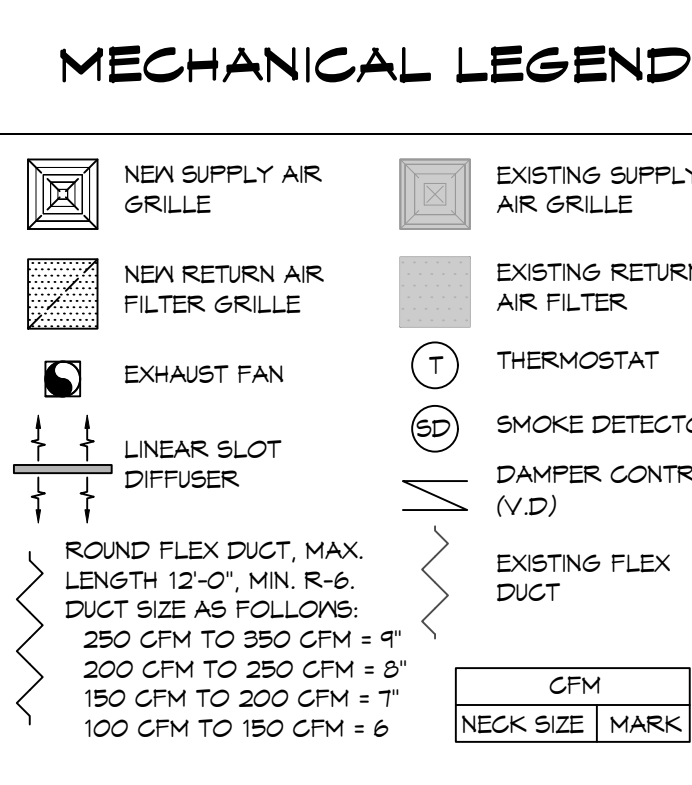 MECHANICAL LEGEND
NEW SUPPLY AIR
GRILLE
NEW RETURN AIR
FILTER GRILLE
EXHAUST FAN
LINEAR SLOT
DIFFUSER
ROUND FLEX DUCT, MAX.
LENGTH 12'-0", MIN. R-6.
DUCT SIZE AS FOLLOWS:
250 CFM TO 350 CFM = 9"
200 CFM TO 250 CFM = 8"
150 CFM TO 200 CFM = 7"
100 CFM TO 150 CFM = 6
EXISTING SUPPLY
AIR GRILLE
EXISTING RETURN
AIR FILTER
T THERMOSTAT
SD SMOKE DETECTO
DAMPER CONTR
(V.D)
EXISTING FLEX
DUCT
CFM
NECK SIZE MARK